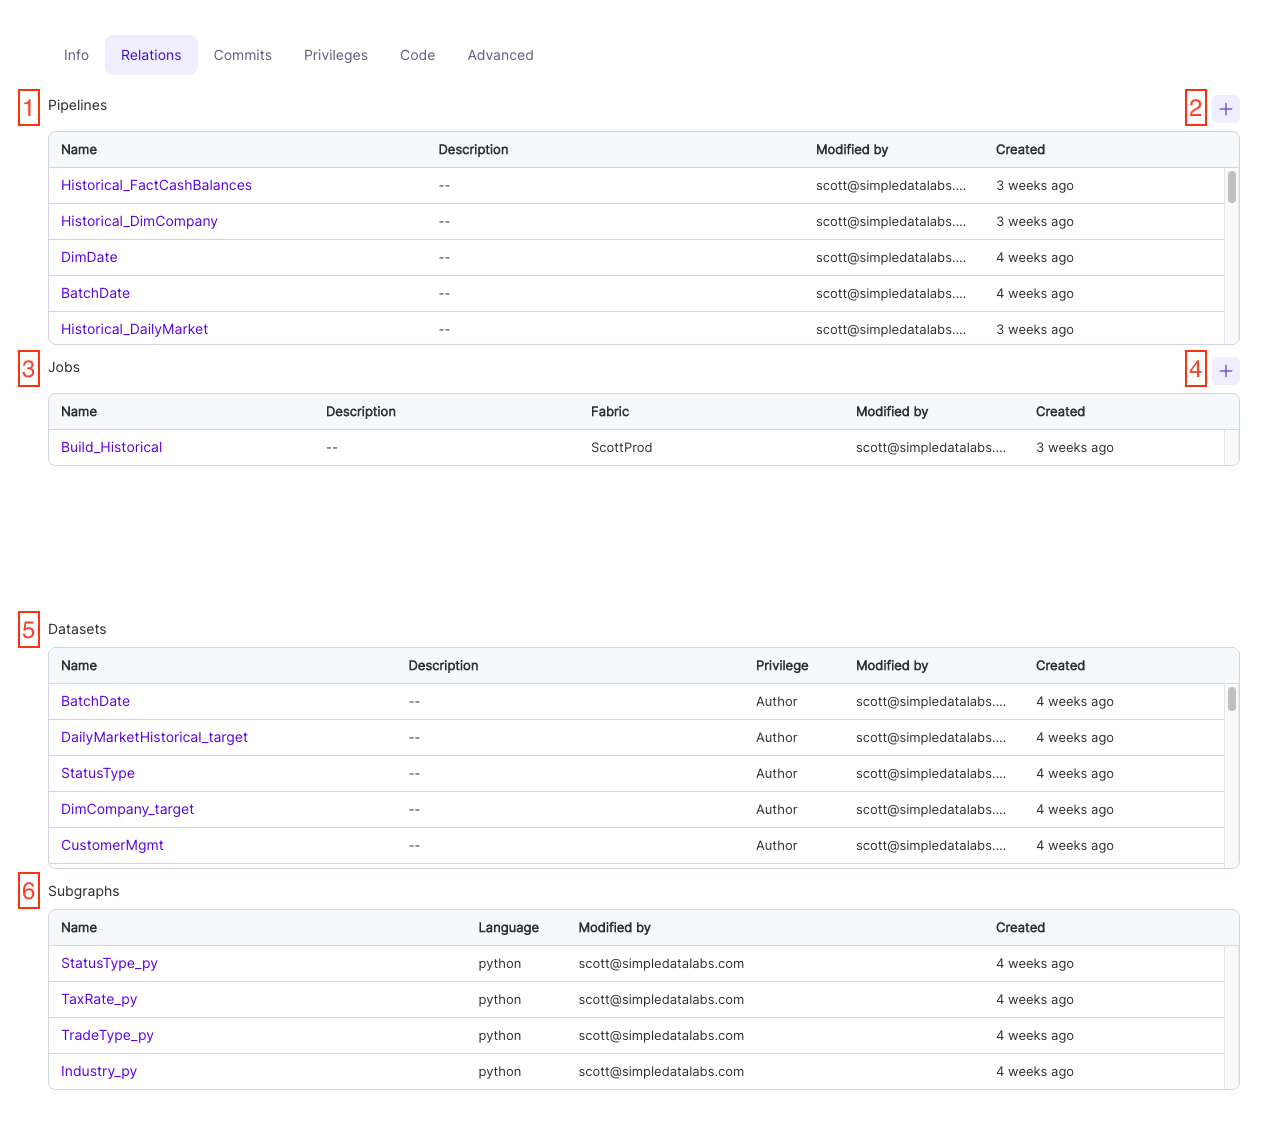 Info Relations Commits Privileges Code Advanced
1 Pipelines 2 +
Name Description Modified by Created
Historical_FactCashBalances -- scott@simpledatalabs.... 3 weeks ago
Historical_DimCompany -- scott@simpledatalabs.... 3 weeks ago
DimDate -- scott@simpledatalabs.... 4 weeks ago
BatchDate -- scott@simpledatalabs.... 4 weeks ago
Historical_DailyMarket -- scott@simpledatalabs.... 3 weeks ago
3 Jobs 4 +
Name Description Fabric Modified by Created
Build_Historical -- ScottProd scott@simpledatalabs.... 3 weeks ago
5 Datasets
Name Description Privilege Modified by Created
BatchDate -- Author scott@simpledatalabs.... 4 weeks ago
DailyMarketHistorical_target -- Author scott@simpledatalabs.... 4 weeks ago
StatusType -- Author scott@simpledatalabs.... 4 weeks ago
DimCompany_target -- Author scott@simpledatalabs.... 4 weeks ago
CustomerMgmt -- Author scott@simpledatalabs.... 4 weeks ago
6 Subgraphs
Name Language Modified by Created
StatusType_py python scott@simpledatalabs.com 4 weeks ago
TaxRate_py python scott@simpledatalabs.com 4 weeks ago
TradeType_py python scott@simpledatalabs.com 4 weeks ago
Industry_py python scott@simpledatalabs.com 4 weeks ago